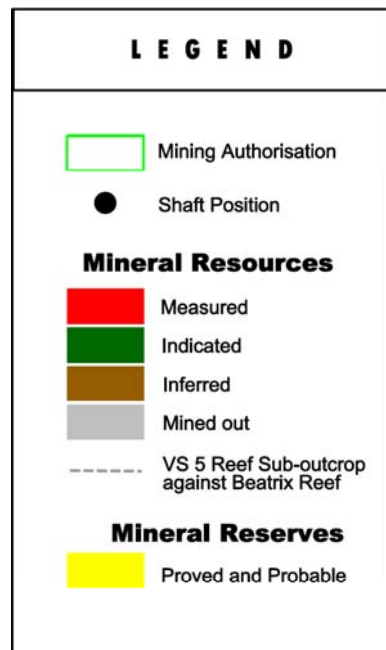 LEGEND
Mining Authorisation
Shaft Position
Mineral Resources
Measured
Indicated
Inferred
Mined out
VS 5 Reef Sub-outcrop
against Beatrix Reef
Mineral Reserves
Proved and Probable